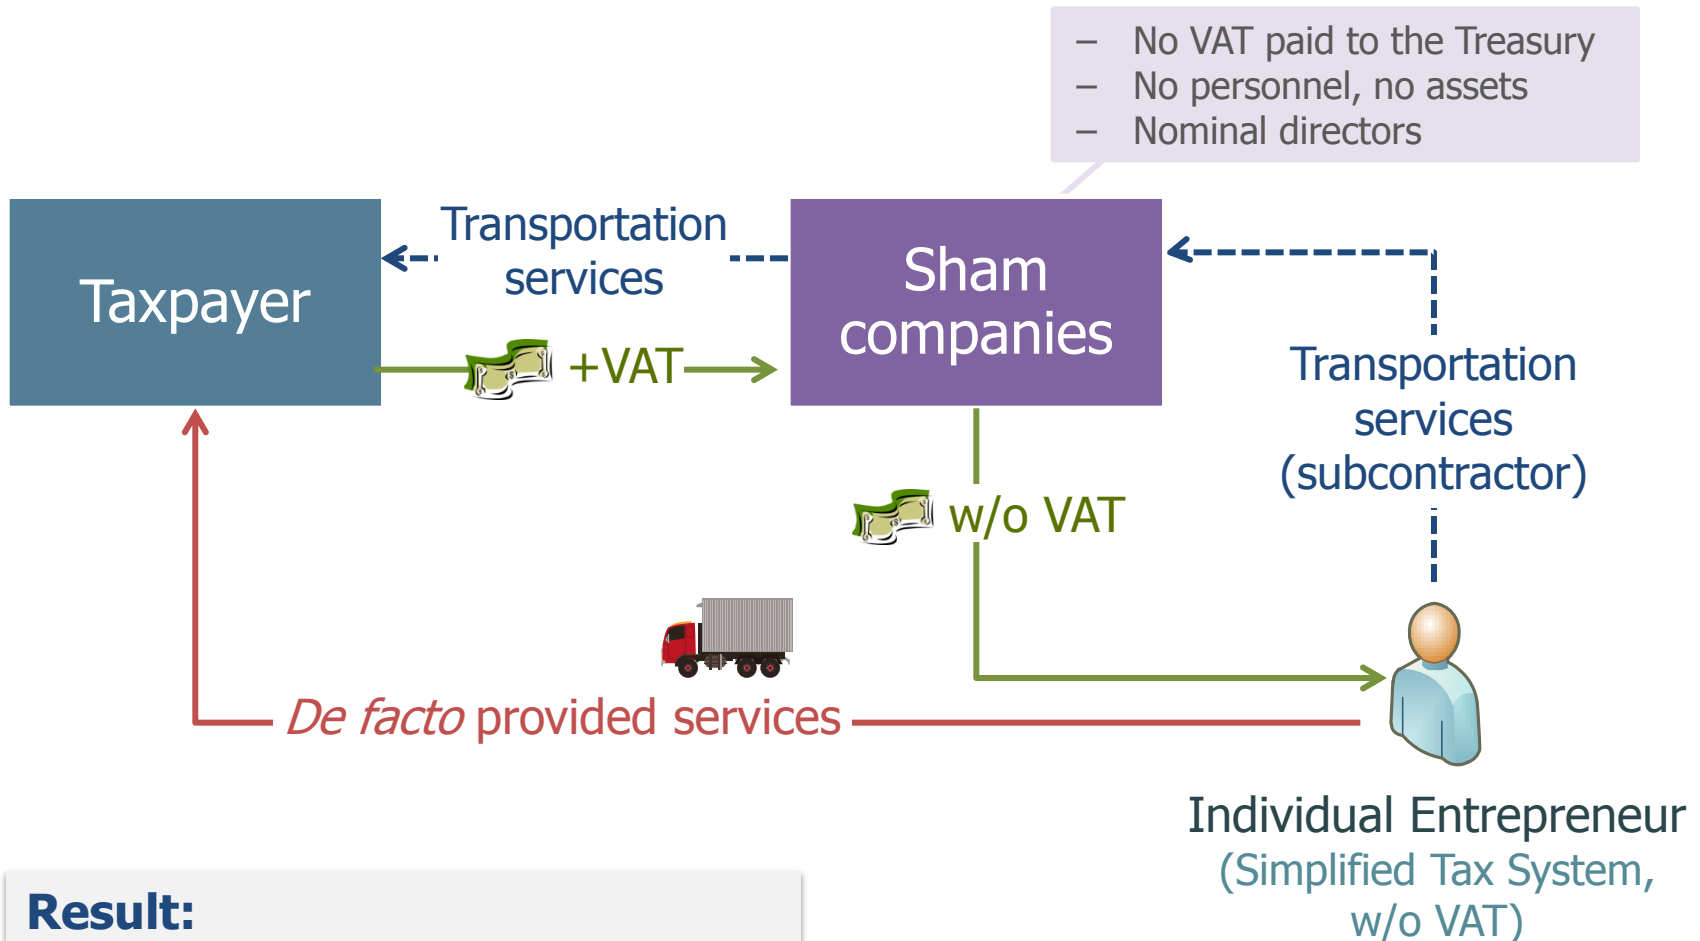 – No VAT paid to the Treasury
– No personnel, no assets
– Nominal directors
Taxpayer
Transportation
services
+VAT
Sham
companies
Transportation
services
(subcontractor)
w/o VAT
De facto provided services
Individual Entrepreneur
(Simplified Tax System,
w/o VAT)
Result: